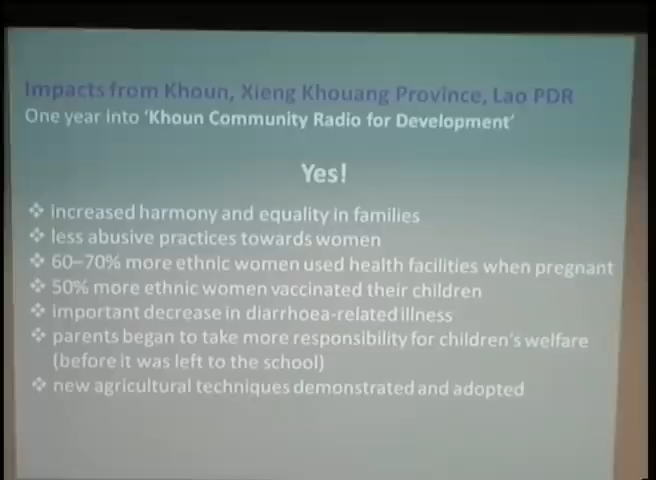 Impacts from Khoun, Xieng Khouang Province, Lao PDR
One year into ‘Khoun Community Radio for Development’
Yes!
❖ increased harmony and equality in families
❖ less abusive practices towards women
❖ 60–70% more ethnic women used health facilities when pregnant
❖ 50% more ethnic women vaccinated their children
❖ important decrease in diarrhoea-related illness
❖ parents began to take more responsibility for children’s welfare
(before it was left to the school)
❖ new agricultural techniques demonstrated and adopted